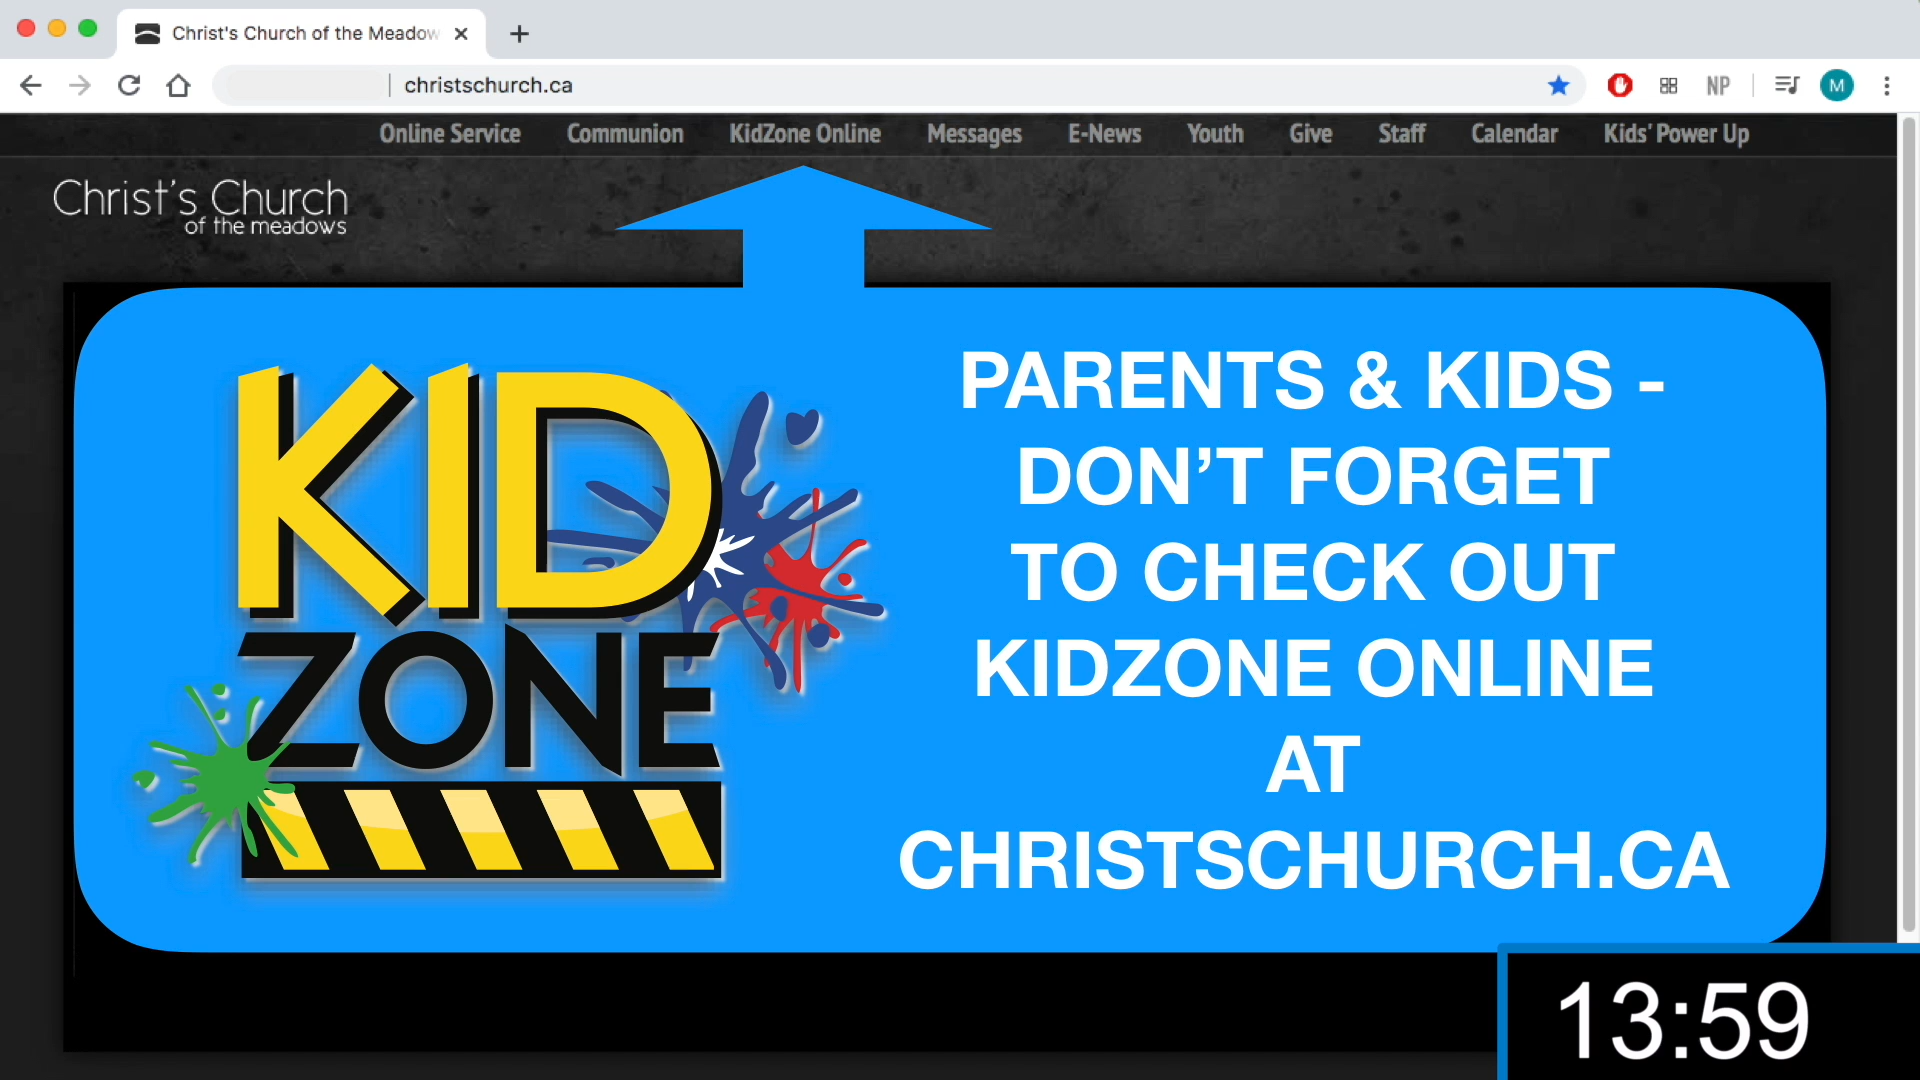 Christ's Church of the Meadow
christschurch.ca
NP
M
Online Service Communion KidZone Online Messages E-News Youth Give Staff Calendar Kids' Power Up
Christ's Church
of the meadows
KID
ZONE
PARENTS & KIDS -
DON'T FORGET
TO CHECK OUT
KIDZONE ONLINE
AT
CHRISTSCHURCH.CA
13:59